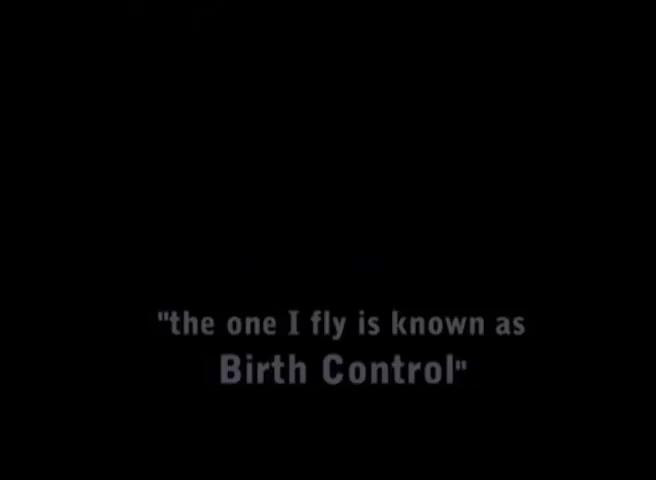 "the one I fly is known as
Birth Control"